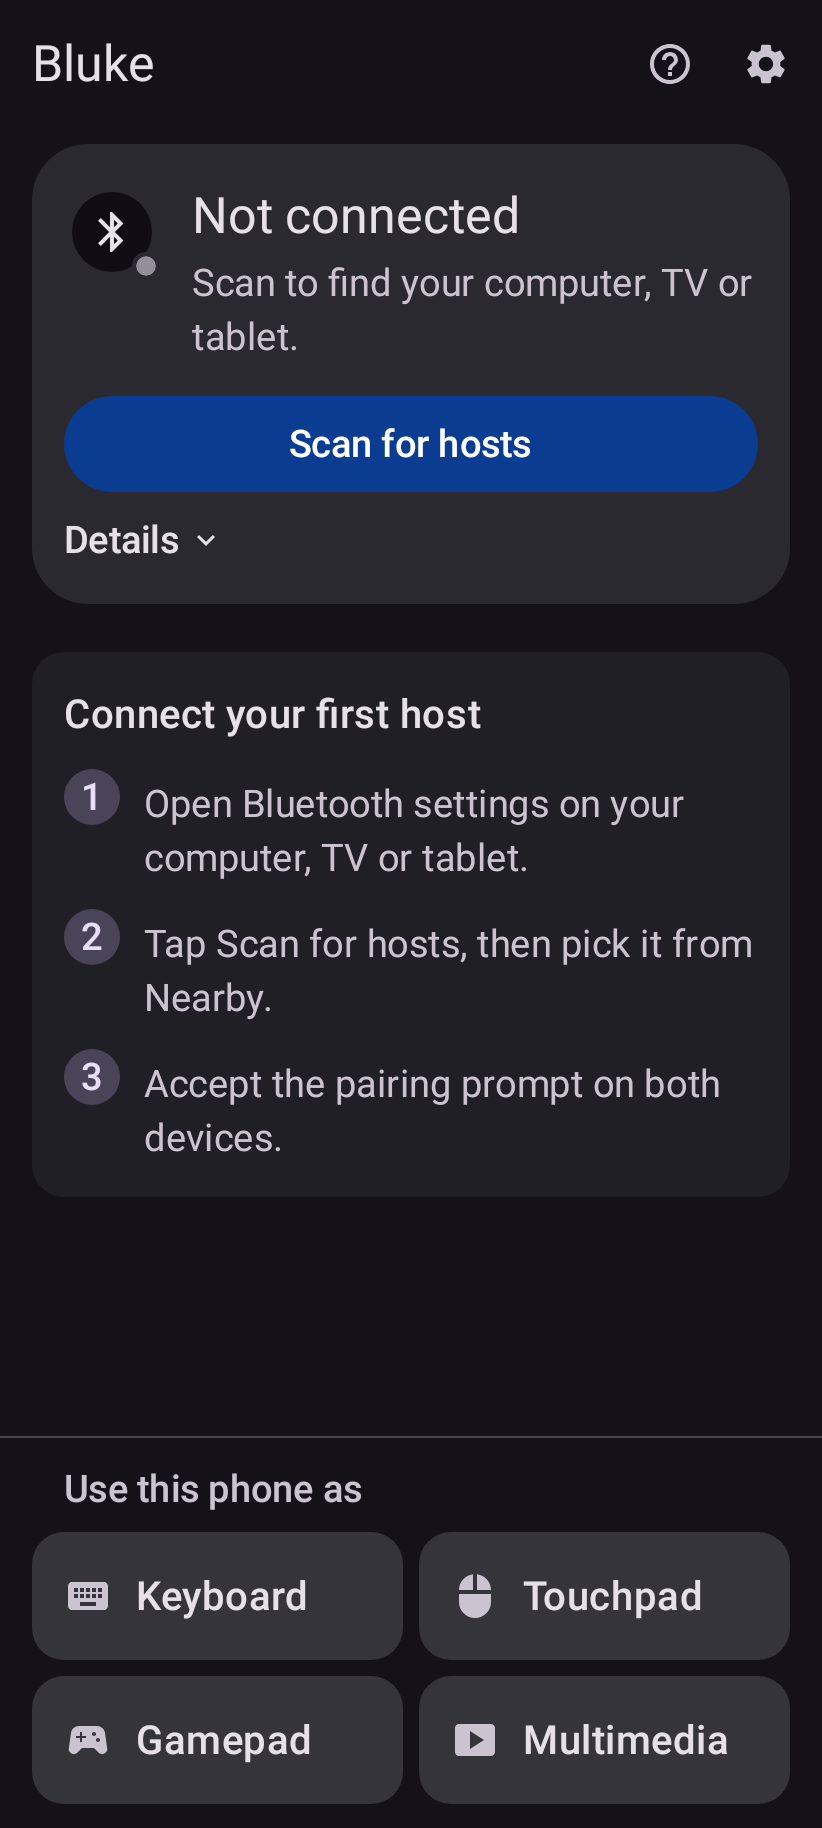 Bluke
Not connected
Scan to find your computer, TV or
tablet.
Scan for hosts
Details
Connect your first host
1 Open Bluetooth settings on your
computer, TV or tablet.
2 Tap Scan for hosts, then pick it from
Nearby.
3 Accept the pairing prompt on both
devices.
Use this phone as
Keyboard
Touchpad
Gamepad
Multimedia